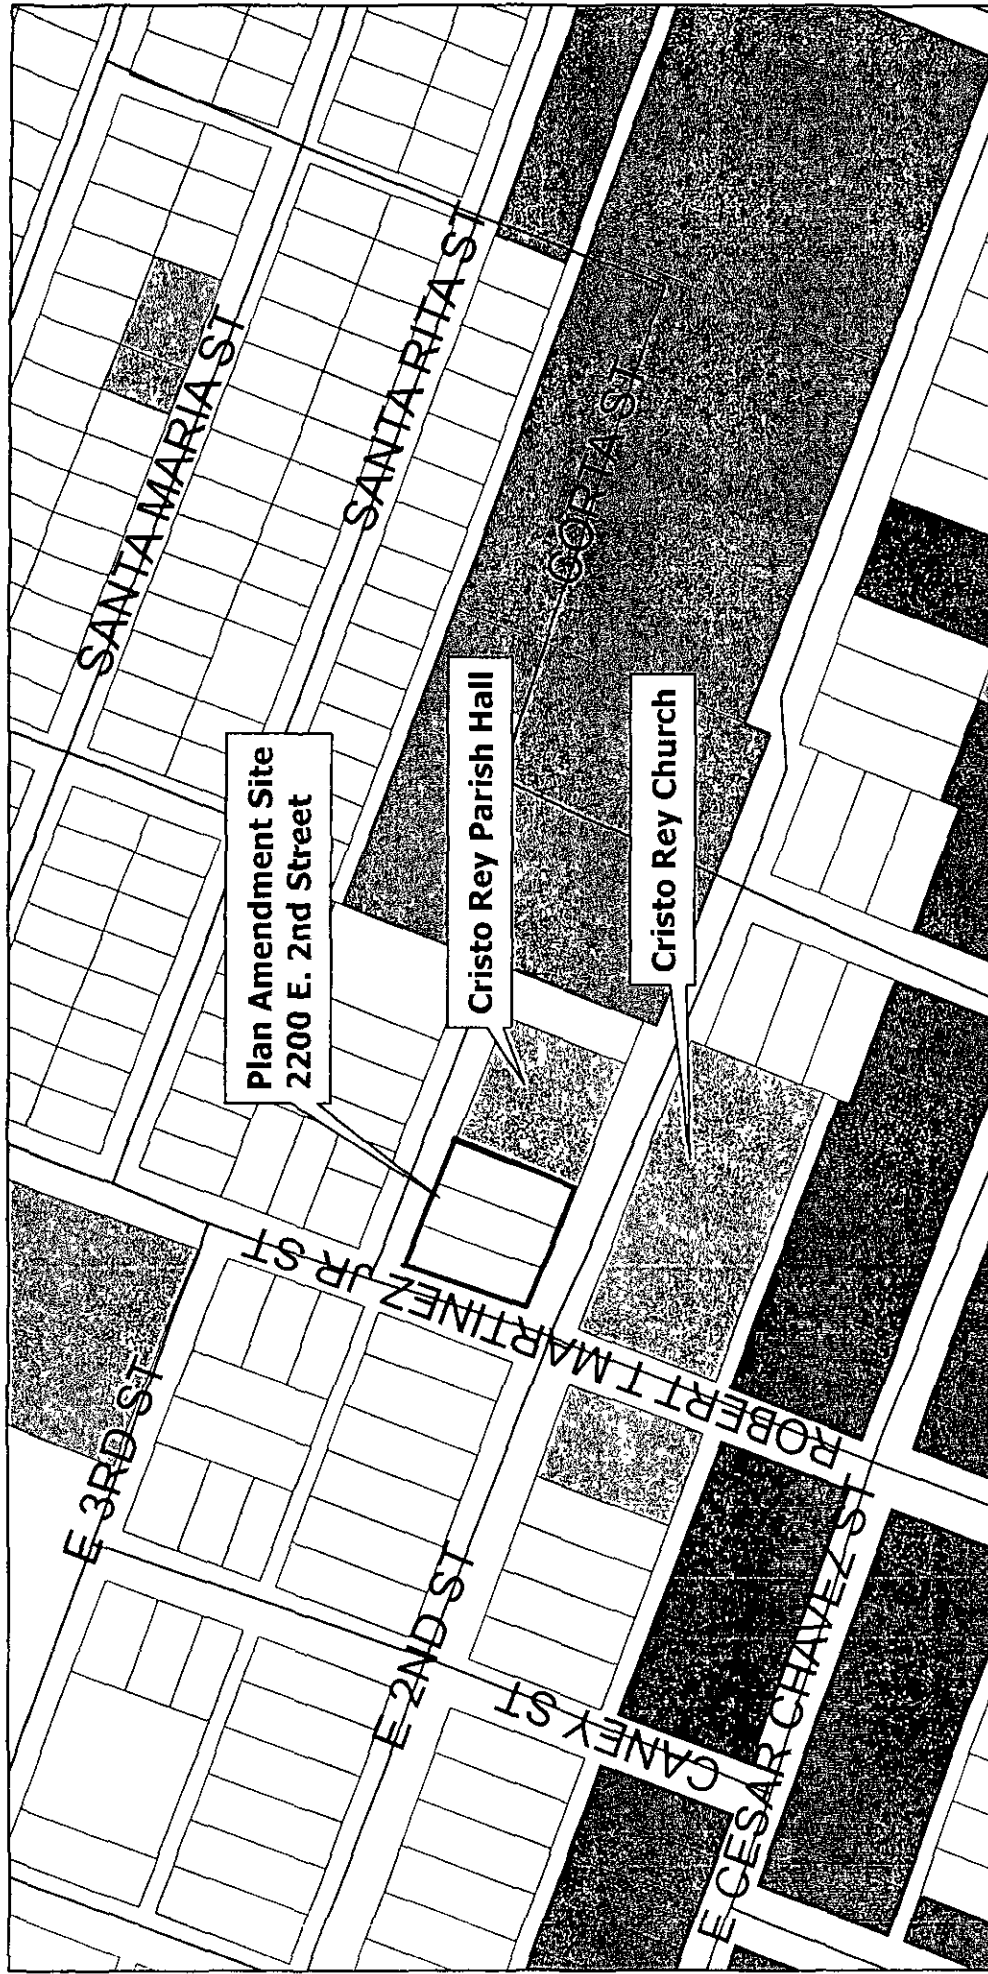 SANTA MARIA ST
SANTA RITA ST
CORTA ST
Plan Amendment Site
2200 E. 2nd Street
Cristo Rey Parish Hall
Cristo Rey Church
E 3RD ST
ROBERT T MARTINEZ JR ST
E 2ND ST
CANEY ST
E CESAR CHAVEZ ST